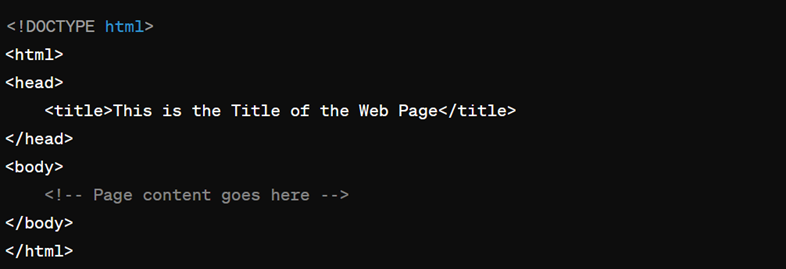 <!DOCTYPE html>
<html>
<head>
    <title>This is the Title of the Web Page</title>
</head>
<body>
    <!-- Page content goes here -->
</body>
</html>